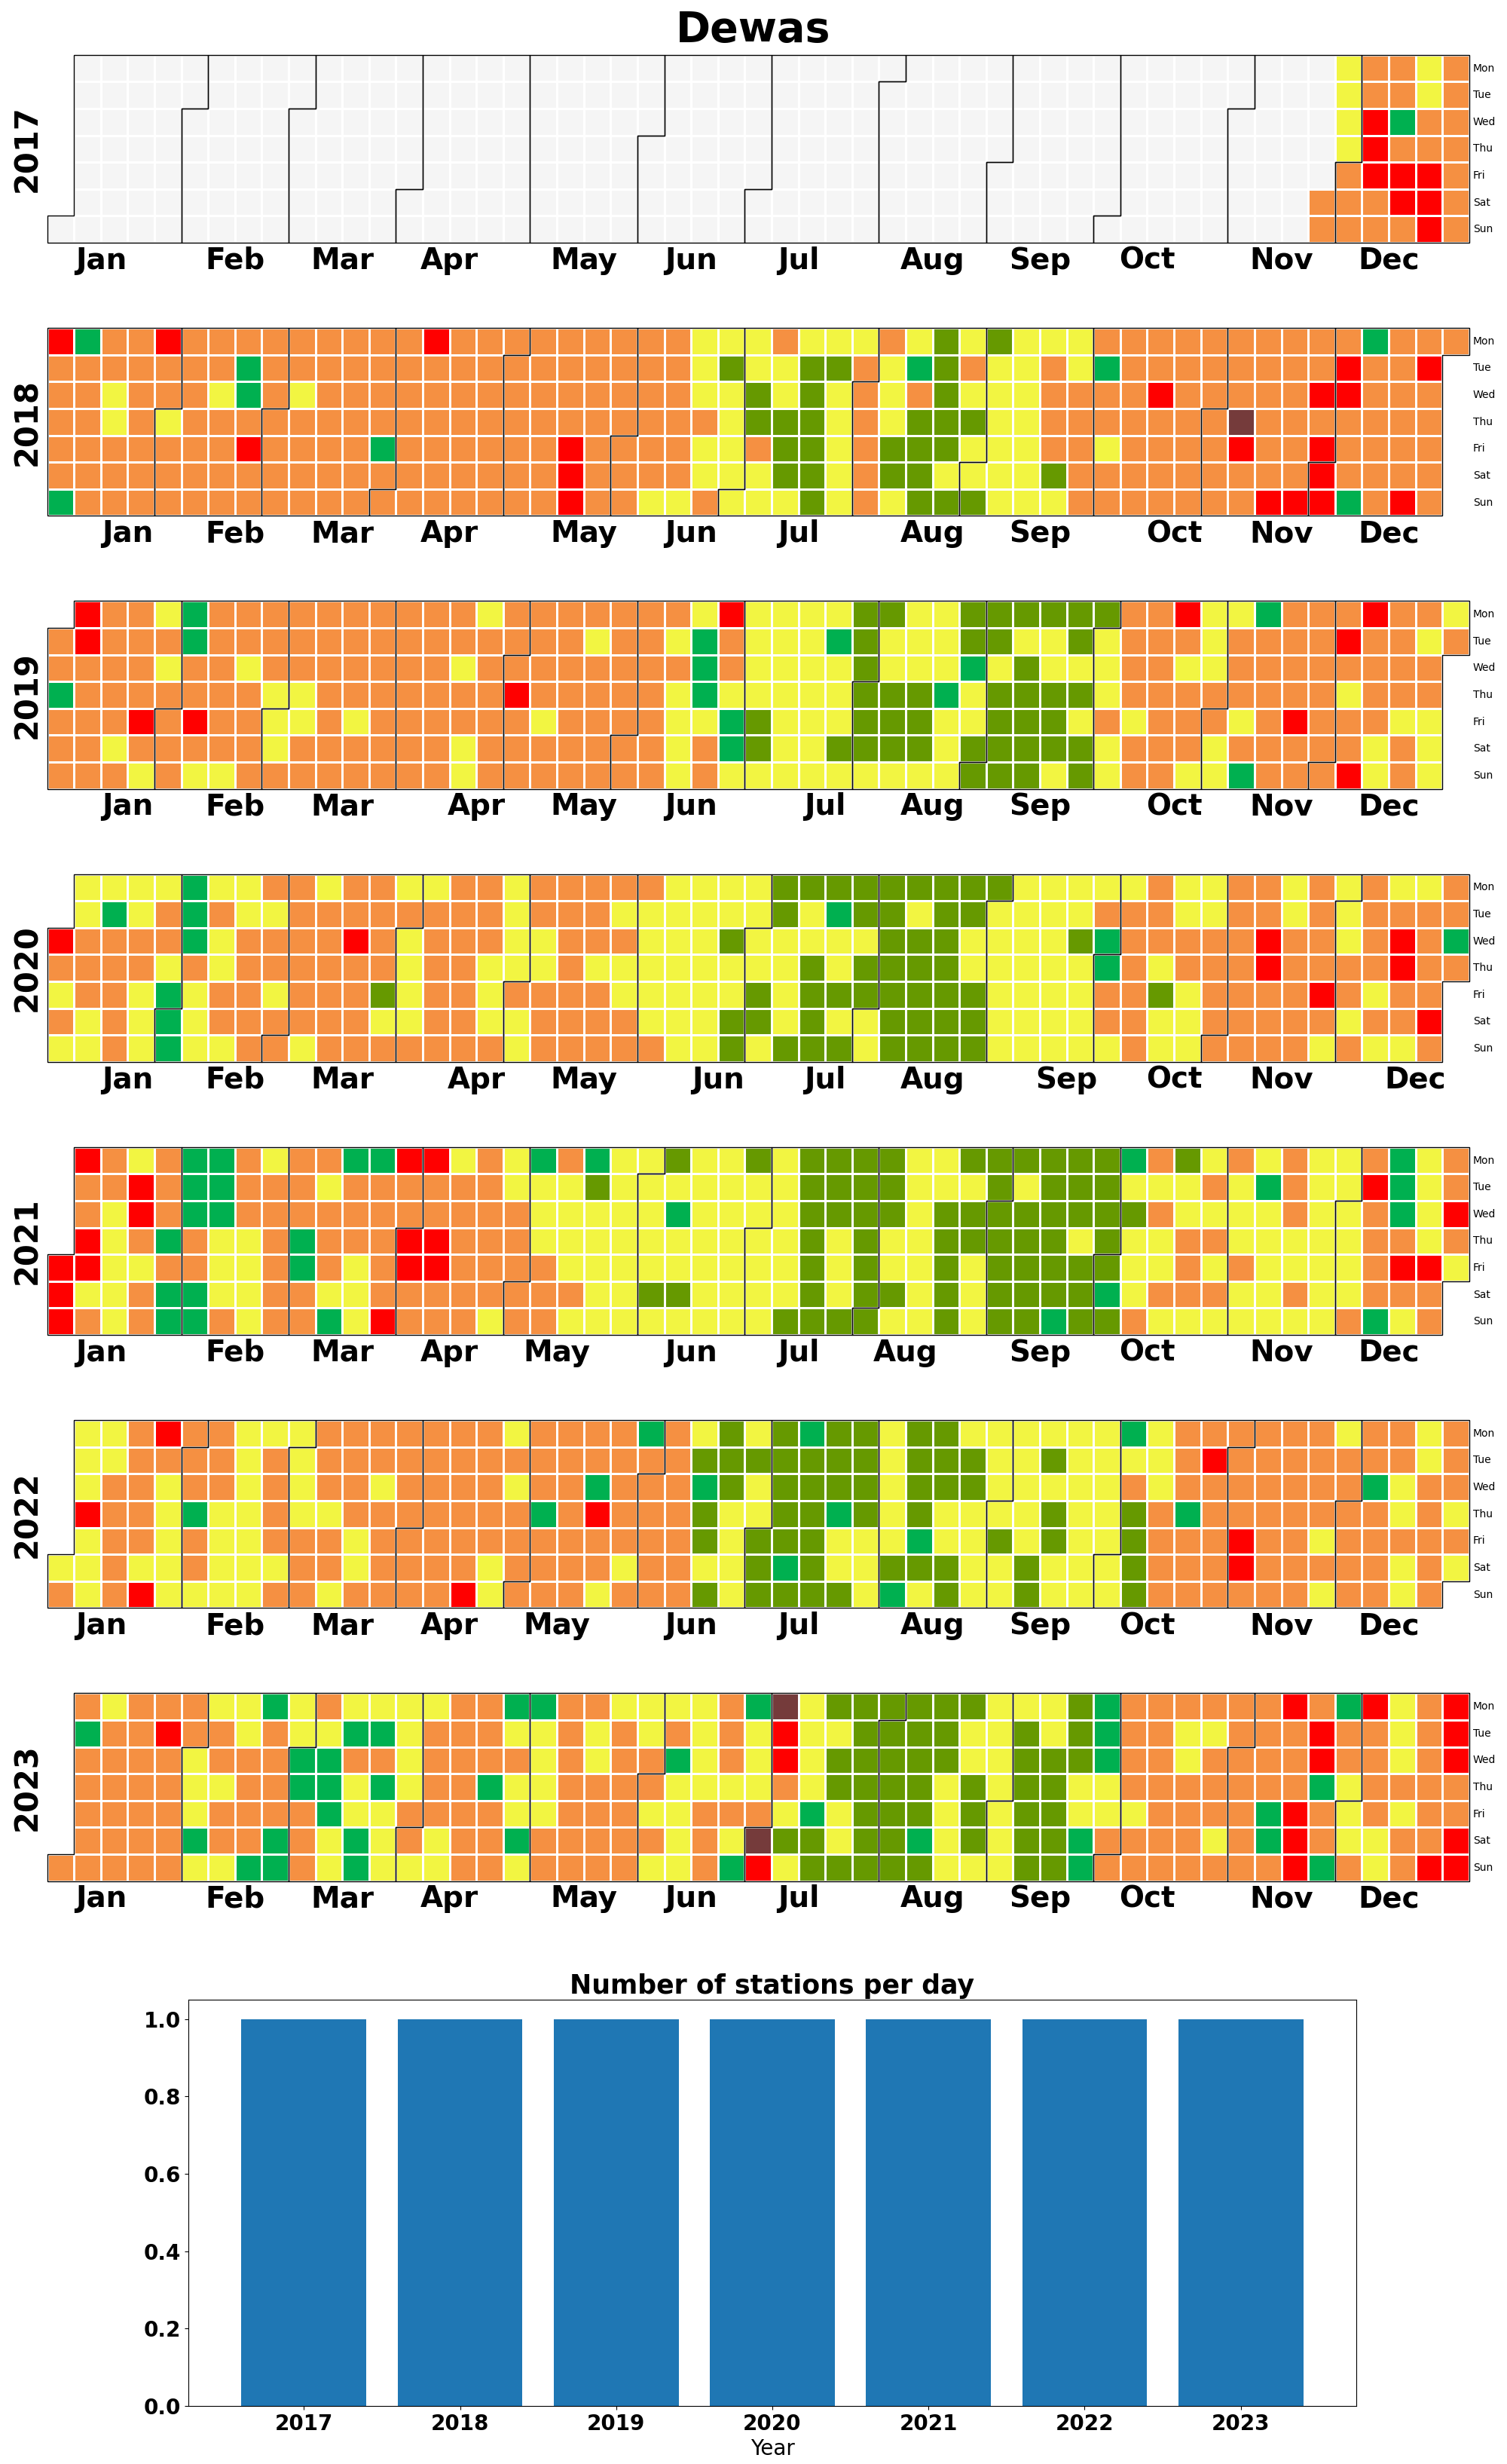 Dewas
2017
Mon
Tue
Wed
Thu
Fri
Sat
Sun
Jan Feb Mar Apr May Jun Jul Aug Sep Oct Nov Dec
2018
Mon
Tue
Wed
Thu
Fri
Sat
Sun
Jan Feb Mar Apr May Jun Jul Aug Sep Oct Nov Dec
2019
Mon
Tue
Wed
Thu
Fri
Sat
Sun
Jan Feb Mar Apr May Jun Jul Aug Sep Oct Nov Dec
2020
Mon
Tue
Wed
Thu
Fri
Sat
Sun
Jan Feb Mar Apr May Jun Jul Aug Sep Oct Nov Dec
2021
Mon
Tue
Wed
Thu
Fri
Sat
Sun
Jan Feb Mar Apr May Jun Jul Aug Sep Oct Nov Dec
2022
Mon
Tue
Wed
Thu
Fri
Sat
Sun
Jan Feb Mar Apr May Jun Jul Aug Sep Oct Nov Dec
2023
Mon
Tue
Wed
Thu
Fri
Sat
Sun
Jan Feb Mar Apr May Jun Jul Aug Sep Oct Nov Dec
Number of stations per day
1.0
0.8
0.6
0.4
0.2
0.0
2017 2018 2019 2020 2021 2022 2023
Year